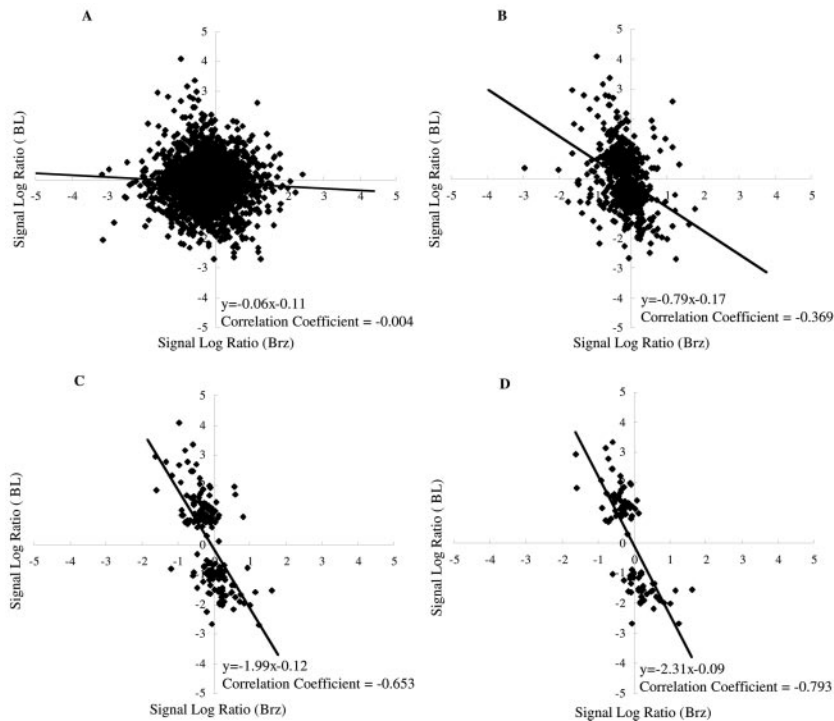 A
5
4
3
2
1
0
-5 -4 -3 -2 -1 0 1 2 3 4 5
-3
-4
-5
Signal Log Ratio ( BL)
y=-0.06x-0.11
Correlation Coefficient = -0.004
Signal Log Ratio (Brz)
B
5
4
3
2
-5 -4 -3 -2 -1 1 2 3 4 5
-3
-4
-5
Signal Log Ratio ( BL)
y=-0.79x-0.17
Correlation Coefficient = -0.369
Signal Log Ratio (Brz)
C
5
4
3
2
1
0
-5 -4 -3 -2 -1 0 1 2 3 4 5
-1
-2
-3
-4
-5
Signal Log Ratio ( BL)
y=-1.99x-0.12
Correlation Coefficient = -0.653
Signal Log Ratio (Brz)
D
5
4
3
2
1
0
-5 -4 -3 -2 -1 0 1 2 3 4 5
-1
-2
-3
-4
-5
Signal Log Ratio ( BL)
y=-2.31x-0.09
Correlation Coefficient = -0.793
Signal Log Ratio (Brz)